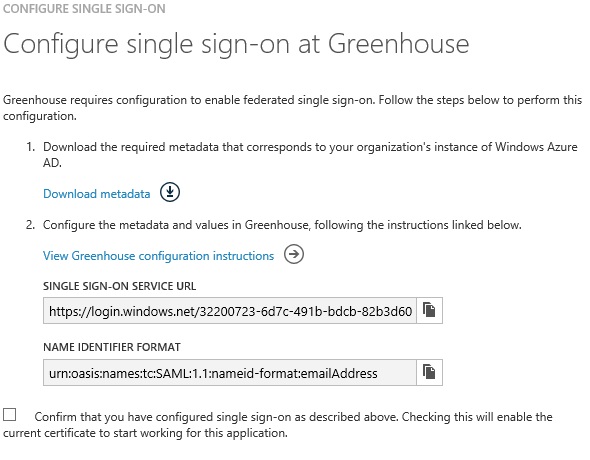 CONFIGURE SINGLE SIGN-ON
Configure single sign-on at Greenhouse
Greenhouse requires configuration to enable federated single sign-on. Follow the steps below to perform this
configuration.
1. Download the required metadata that corresponds to your organization's instance of Windows Azure
AD.
Download metadata
2. Configure the metadata and values in Greenhouse, following the instructions linked below.
View Greenhouse configuration instructions
SINGLE SIGN-ON SERVICE URL
https://login.windows.net/32200723-6d7c-491b-bdcb-82b3d60
NAME IDENTIFIER FORMAT
urn:oasis:names:tc:SAML:1.1:nameid-format:emailAddress
Confirm that you have configured single sign-on as described above. Checking this will enable the
current certificate to start working for this application.